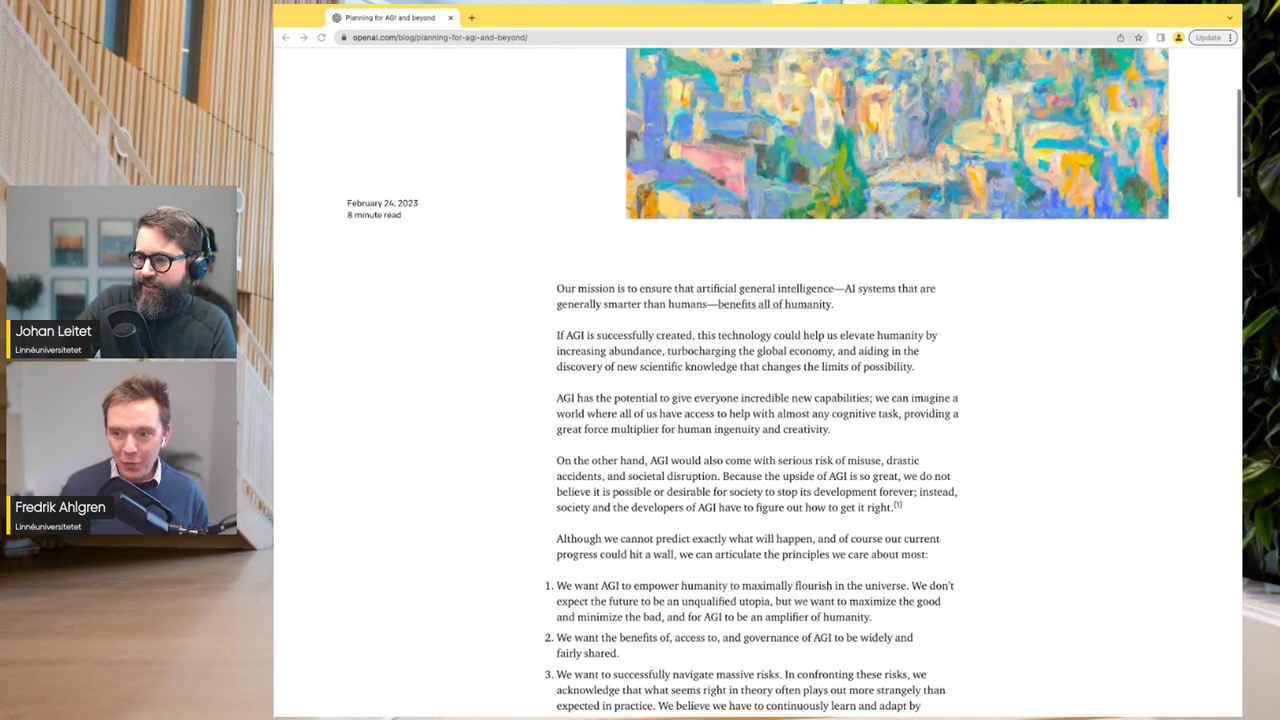 Planning for AGI and beyond
openai.com/blog/planning-for-agi-and-beyond/
Update
February 24, 2023
8 minute read
Our mission is to ensure that artificial general intelligence—AI systems that are
generally smarter than humans—benefits all of humanity.
If AGI is successfully created, this technology could help us elevate humanity by
increasing abundance, turbocharging the global economy, and aiding in the
discovery of new scientific knowledge that changes the limits of possibility.
AGI has the potential to give everyone incredible new capabilities; we can imagine a
world where all of us have access to help with almost any cognitive task, providing a
great force multiplier for human ingenuity and creativity.
On the other hand, AGI would also come with serious risk of misuse, drastic
accidents, and societal disruption. Because the upside of AGI is so great, we do not
believe it is possible or desirable for society to stop its development forever; instead,
society and the developers of AGI have to figure out how to get it right.[1]
Although we cannot predict exactly what will happen, and of course our current
progress could hit a wall, we can articulate the principles we care about most:
1. We want AGI to empower humanity to maximally flourish in the universe. We don't
expect the future to be an unqualified utopia, but we want to maximize the good
and minimize the bad, and for AGI to be an amplifier of humanity.
2. We want the benefits of, access to, and governance of AGI to be widely and
fairly shared.
3. We want to successfully navigate massive risks. In confronting these risks, we
acknowledge that what seems right in theory often plays out more strangely than
expected in practice. We believe we have to continuously learn and adapt by
Johan Leitet
Linnéuniversitetet
Fredrik Ahlgren
Linnéuniversitetet